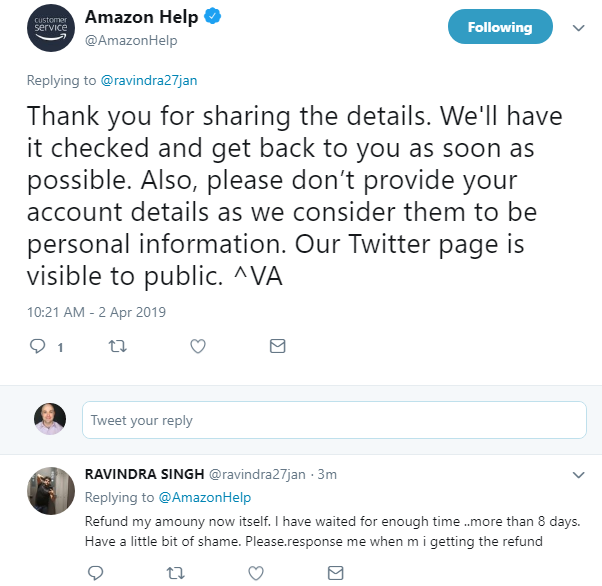 customer
service
Amazon Help
@AmazonHelp
Following
Replying to @ravindra27jan
Thank you for sharing the details. We'll have
it checked and get back to you as soon as
possible. Also, please don’t provide your
account details as we consider them to be
personal information. Our Twitter page is
visible to public. ^VA
10:21 AM - 2 Apr 2019
1
Tweet your reply
RAVINDRA SINGH @ravindra27jan · 3m
Replying to @AmazonHelp
Refund my amouny now itself. I have waited for enough time ..more than 8 days.
Have a little bit of shame. Please.response me when m i getting the refund